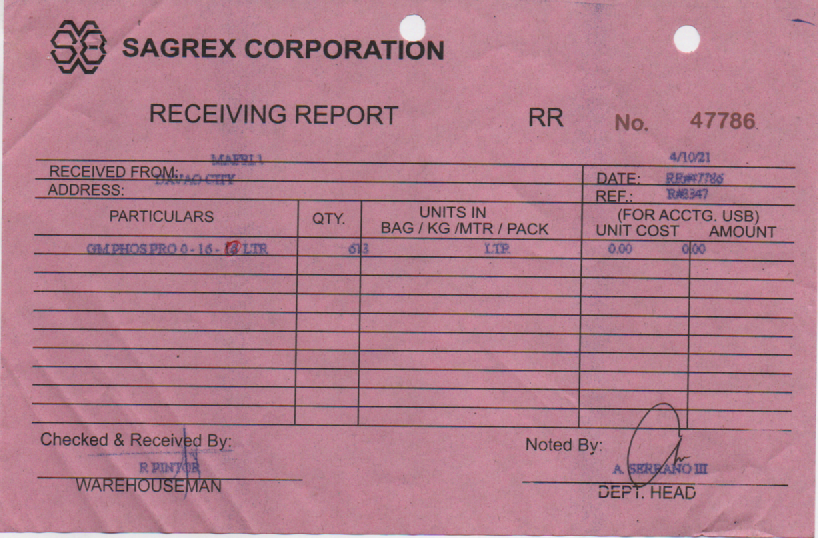 SAGREX CORPORATION
RECEIVING REPORT RR No. 47786
MAFRI 1 4/10/21
RECEIVED FROM: DATE: RR#47786
ADDRESS: DAVAO CITY REF.: R#8347
PARTICULARS QTY. UNITS IN BAG / KG /MTR / PACK (FOR ACCTG. USB) UNIT COST AMOUNT
GM PHOS PRO 0-16- LTR 613 LTR 0.00 0.00
Checked & Received By: Noted By:
R PINTOR A. SERRANO III
WAREHOUSEMAN DEPT. HEAD